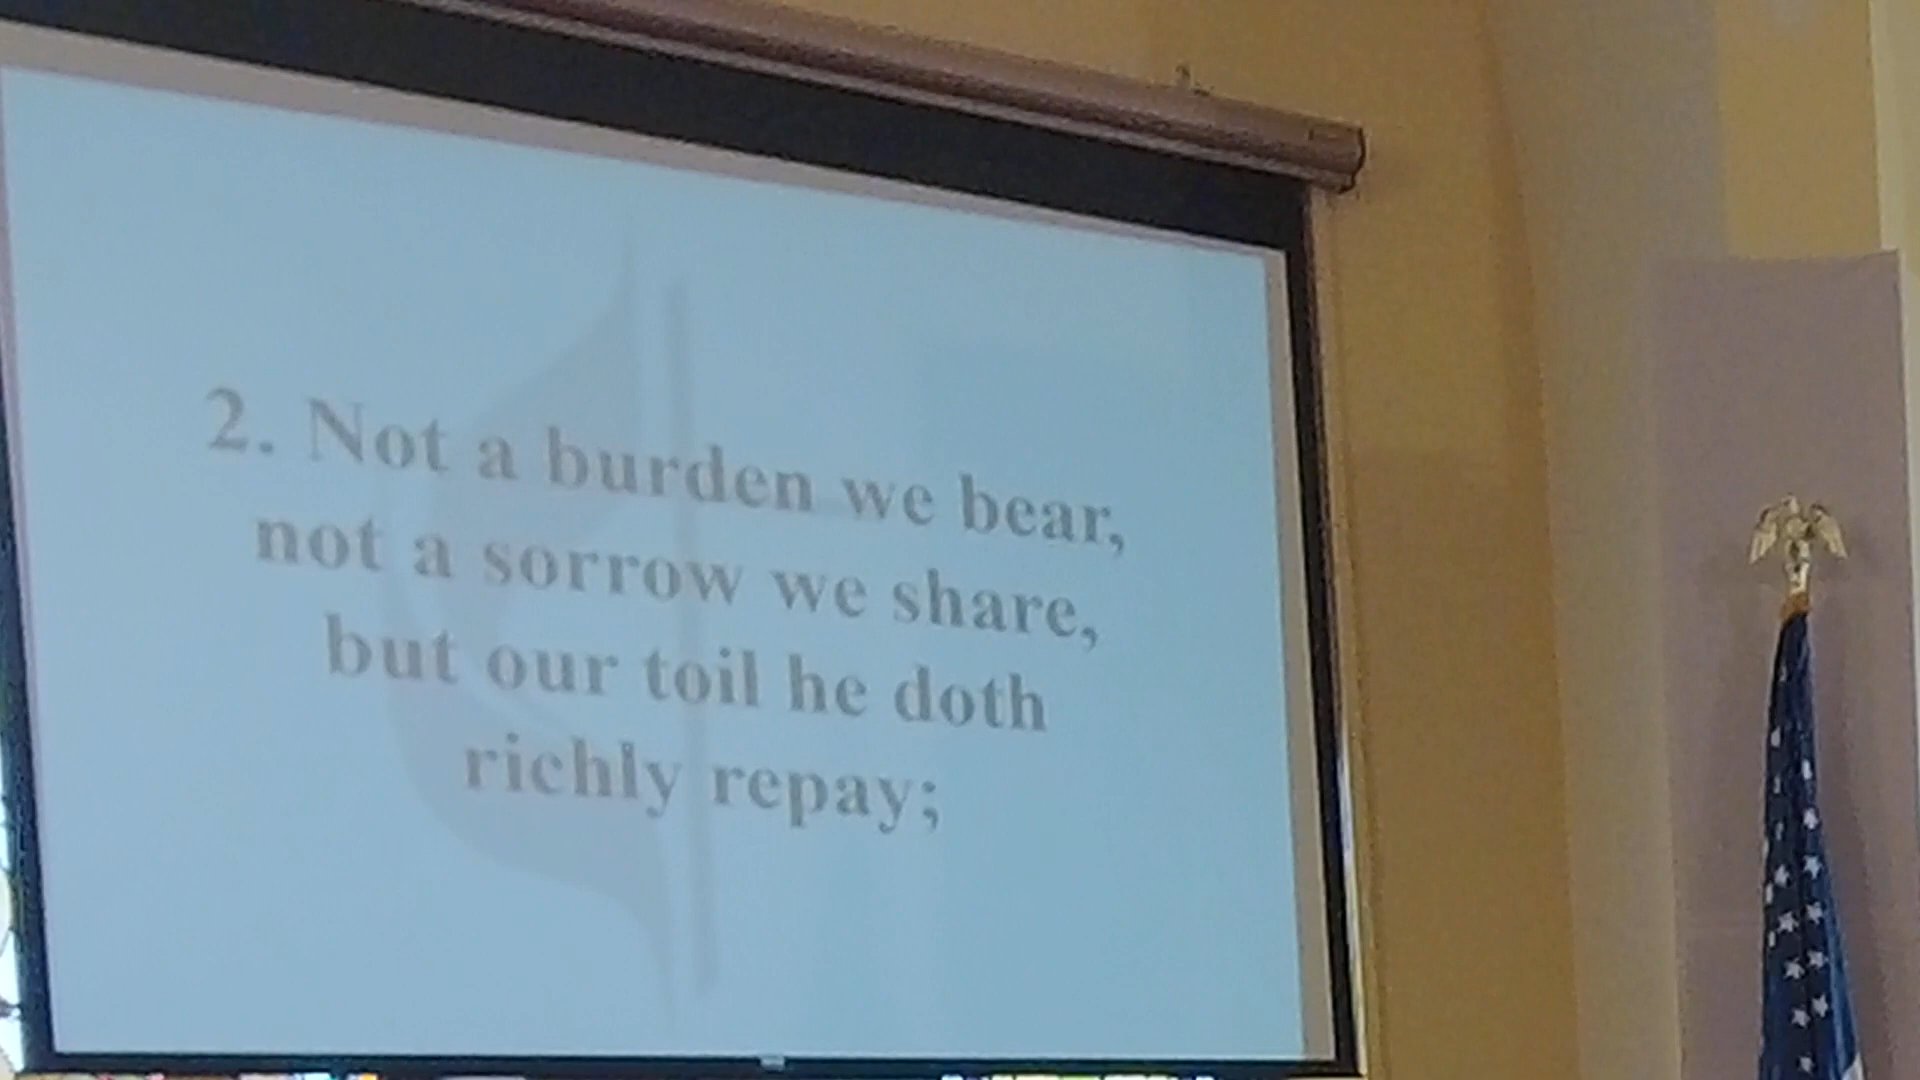 2. Not a burden we bear,
not a sorrow we share,
but our toil he doth
richly repay;